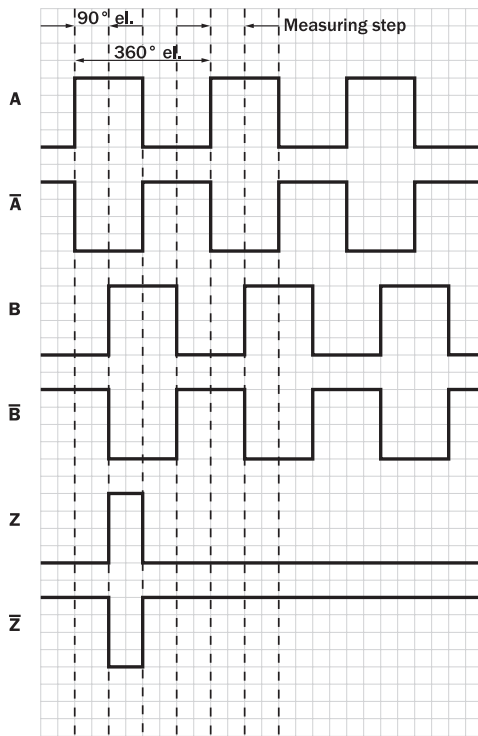 90° el.
Measuring step
360° el.
A
A̅
B
B̅
Z
Z̅